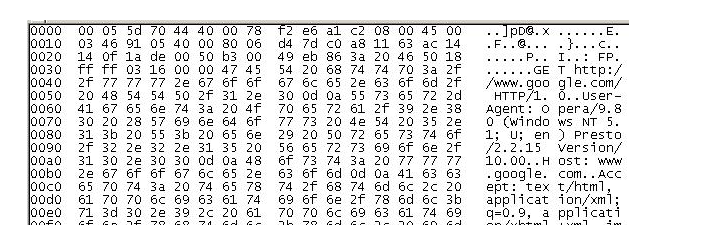 0000 00 05 5d 70 44 40 00 78 f2 e6 a1 c2 08 00 45 00 ..]pD@.x ......E.
0010 03 46 91 05 40 00 80 06 d4 7d c0 a8 11 63 ac 14 .F..@... .}...c..
0020 14 0f 1a de 00 50 b3 00 49 eb 86 3a 20 46 50 18 .....P.. I..: FP.
0030 ff ff 03 16 00 00 47 45 54 20 68 74 74 70 3a 2f ......GE T http:/
0040 2f 77 77 77 2e 67 6f 6f 67 6c 65 2e 63 6f 6d 2f /www.goo gle.com/
0050 20 48 54 54 50 2f 31 2e 30 0d 0a 55 73 65 72 2d HTTP/1. 0..User-
0060 41 67 65 6e 74 3a 20 4f 70 65 72 61 2f 39 2e 38 Agent: O pera/9.8
0070 30 20 28 57 69 6e 64 6f 77 73 20 4e 54 20 35 2e 0 (Windo ws NT 5.
0080 31 3b 20 55 3b 20 65 6e 29 20 50 72 65 73 74 6f 1; U; en ) Presto
0090 2f 32 2e 32 2e 31 35 20 56 65 72 73 69 6f 6e 2f /2.2.15 Version/
00a0 31 30 2e 30 30 0d 0a 48 6f 73 74 3a 20 77 77 77 10.00..H ost: www
00b0 2e 67 6f 6f 67 6c 65 2e 63 6f 6d 0d 0a 41 63 63 .google. com..Acc
00c0 65 70 74 3a 20 74 65 78 74 2f 68 74 6d 6c 2c 20 ept: tex t/html,
00d0 61 70 70 6c 69 63 61 74 69 6f 6e 2f 78 6d 6c 3b applicat ion/xml;
00e0 71 3d 30 2e 39 2c 20 61 70 70 6c 69 63 61 74 69 q=0.9, a pplicati